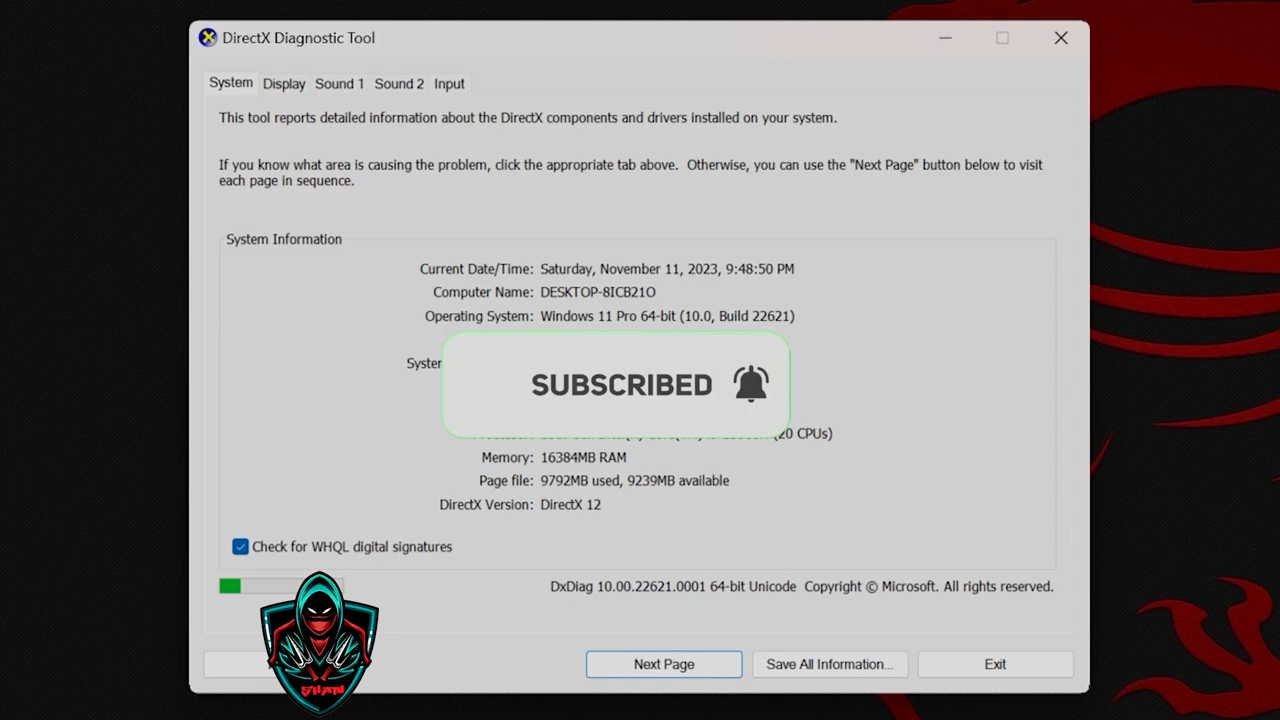 DirectX Diagnostic Tool
System Display Sound 1 Sound 2 Input
This tool reports detailed information about the DirectX components and drivers installed on your system.
If you know what area is causing the problem, click the appropriate tab above. Otherwise, you can use the "Next Page" button below to visit
each page in sequence.
System Information
Current Date/Time: Saturday, November 11, 2023, 9:48:50 PM
Computer Name: DESKTOP-8ICB21O
Operating System: Windows 11 Pro 64-bit (10.0, Build 22621)
SUBSCRIBED
(20 CPUs)
Memory: 16384MB RAM
Page file: 9792MB used, 9239MB available
DirectX Version: DirectX 12
Check for WHQL digital signatures
DxDiag 10.00.22621.0001 64-bit Unicode Copyright © Microsoft. All rights reserved.
Next Page Save All Information... Exit